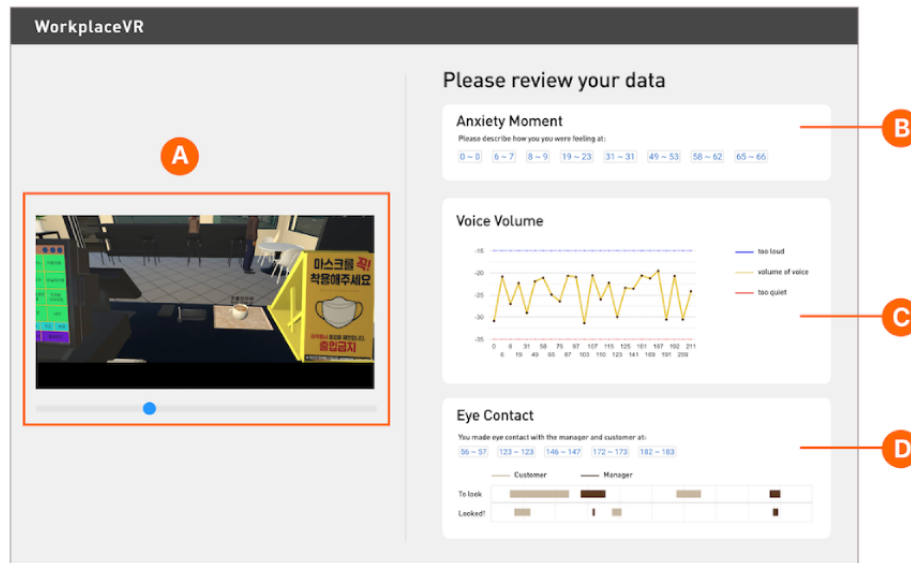 WorkplaceVR
A
마스크를 꼭!
착용해주세요
출입금지
Please review your data
Anxiety Moment
Please describe how you you were feeling at:
0 ~ 0 6 ~ 7 8 ~ 9 19 ~ 23 31 ~ 31 49 ~ 53 58 ~ 62 65 ~ 66
B
Voice Volume
-15
-20
-25
-30
-35
0 8 31 58 75 97 107 115 125 161 187 192 211
6 19 49 65 87 103 110 123 141 169 191 209
too loud
volume of voice
too quiet
C
Eye Contact
You made eye contact with the manager and customer at:
56 ~ 57 123 ~ 123 146 ~ 147 172 ~ 173 182 ~ 183
Customer Manager
To look
Looked!
D